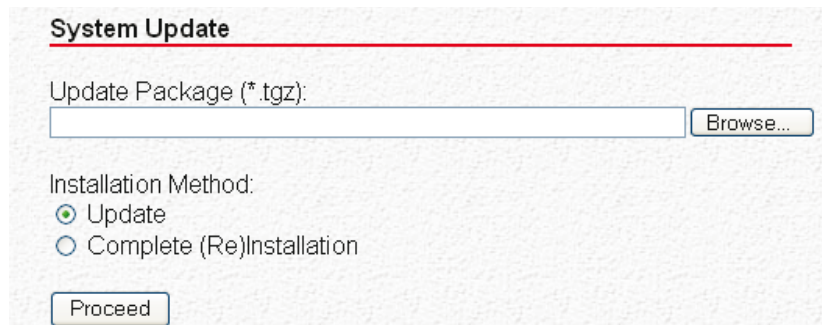 System Update
Update Package (*.tgz):
Browse...
Installation Method:
Update
Complete (Re)Installation
Proceed